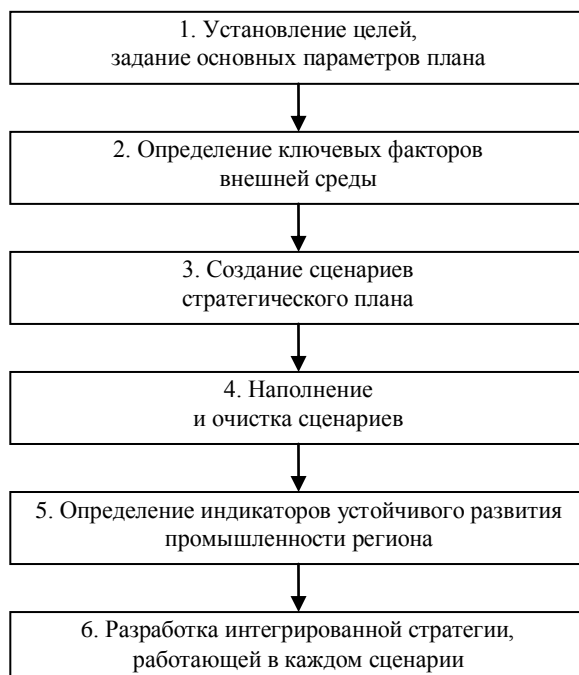 1. Установление целей,
задание основных параметров плана
2. Определение ключевых факторов
внешней среды
3. Создание сценариев
стратегического плана
4. Наполнение
и очистка сценариев
5. Определение индикаторов устойчивого развития
промышленности региона
6. Разработка интегрированной стратегии,
работающей в каждом сценарии